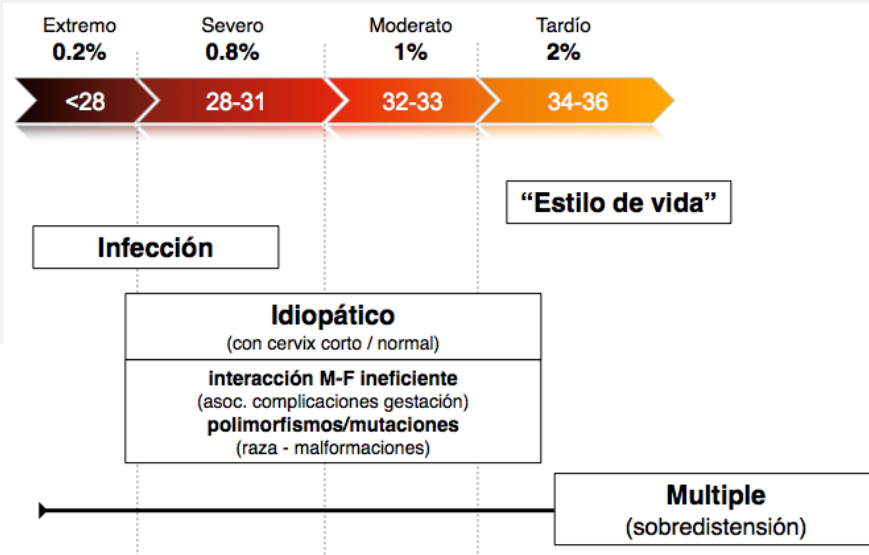 Extremo Severo Moderato Tardío
0.2% 0.8% 1% 2%
<28 28-31 32-33 34-36
“Estilo de vida”
Infección
Idiopático
(con cervix corto / normal)
interacción M-F ineficiente
(asoc. complicaciones gestación)
polimorfismos/mutaciones
(raza - malformaciones)
Multiple
(sobredistensión)